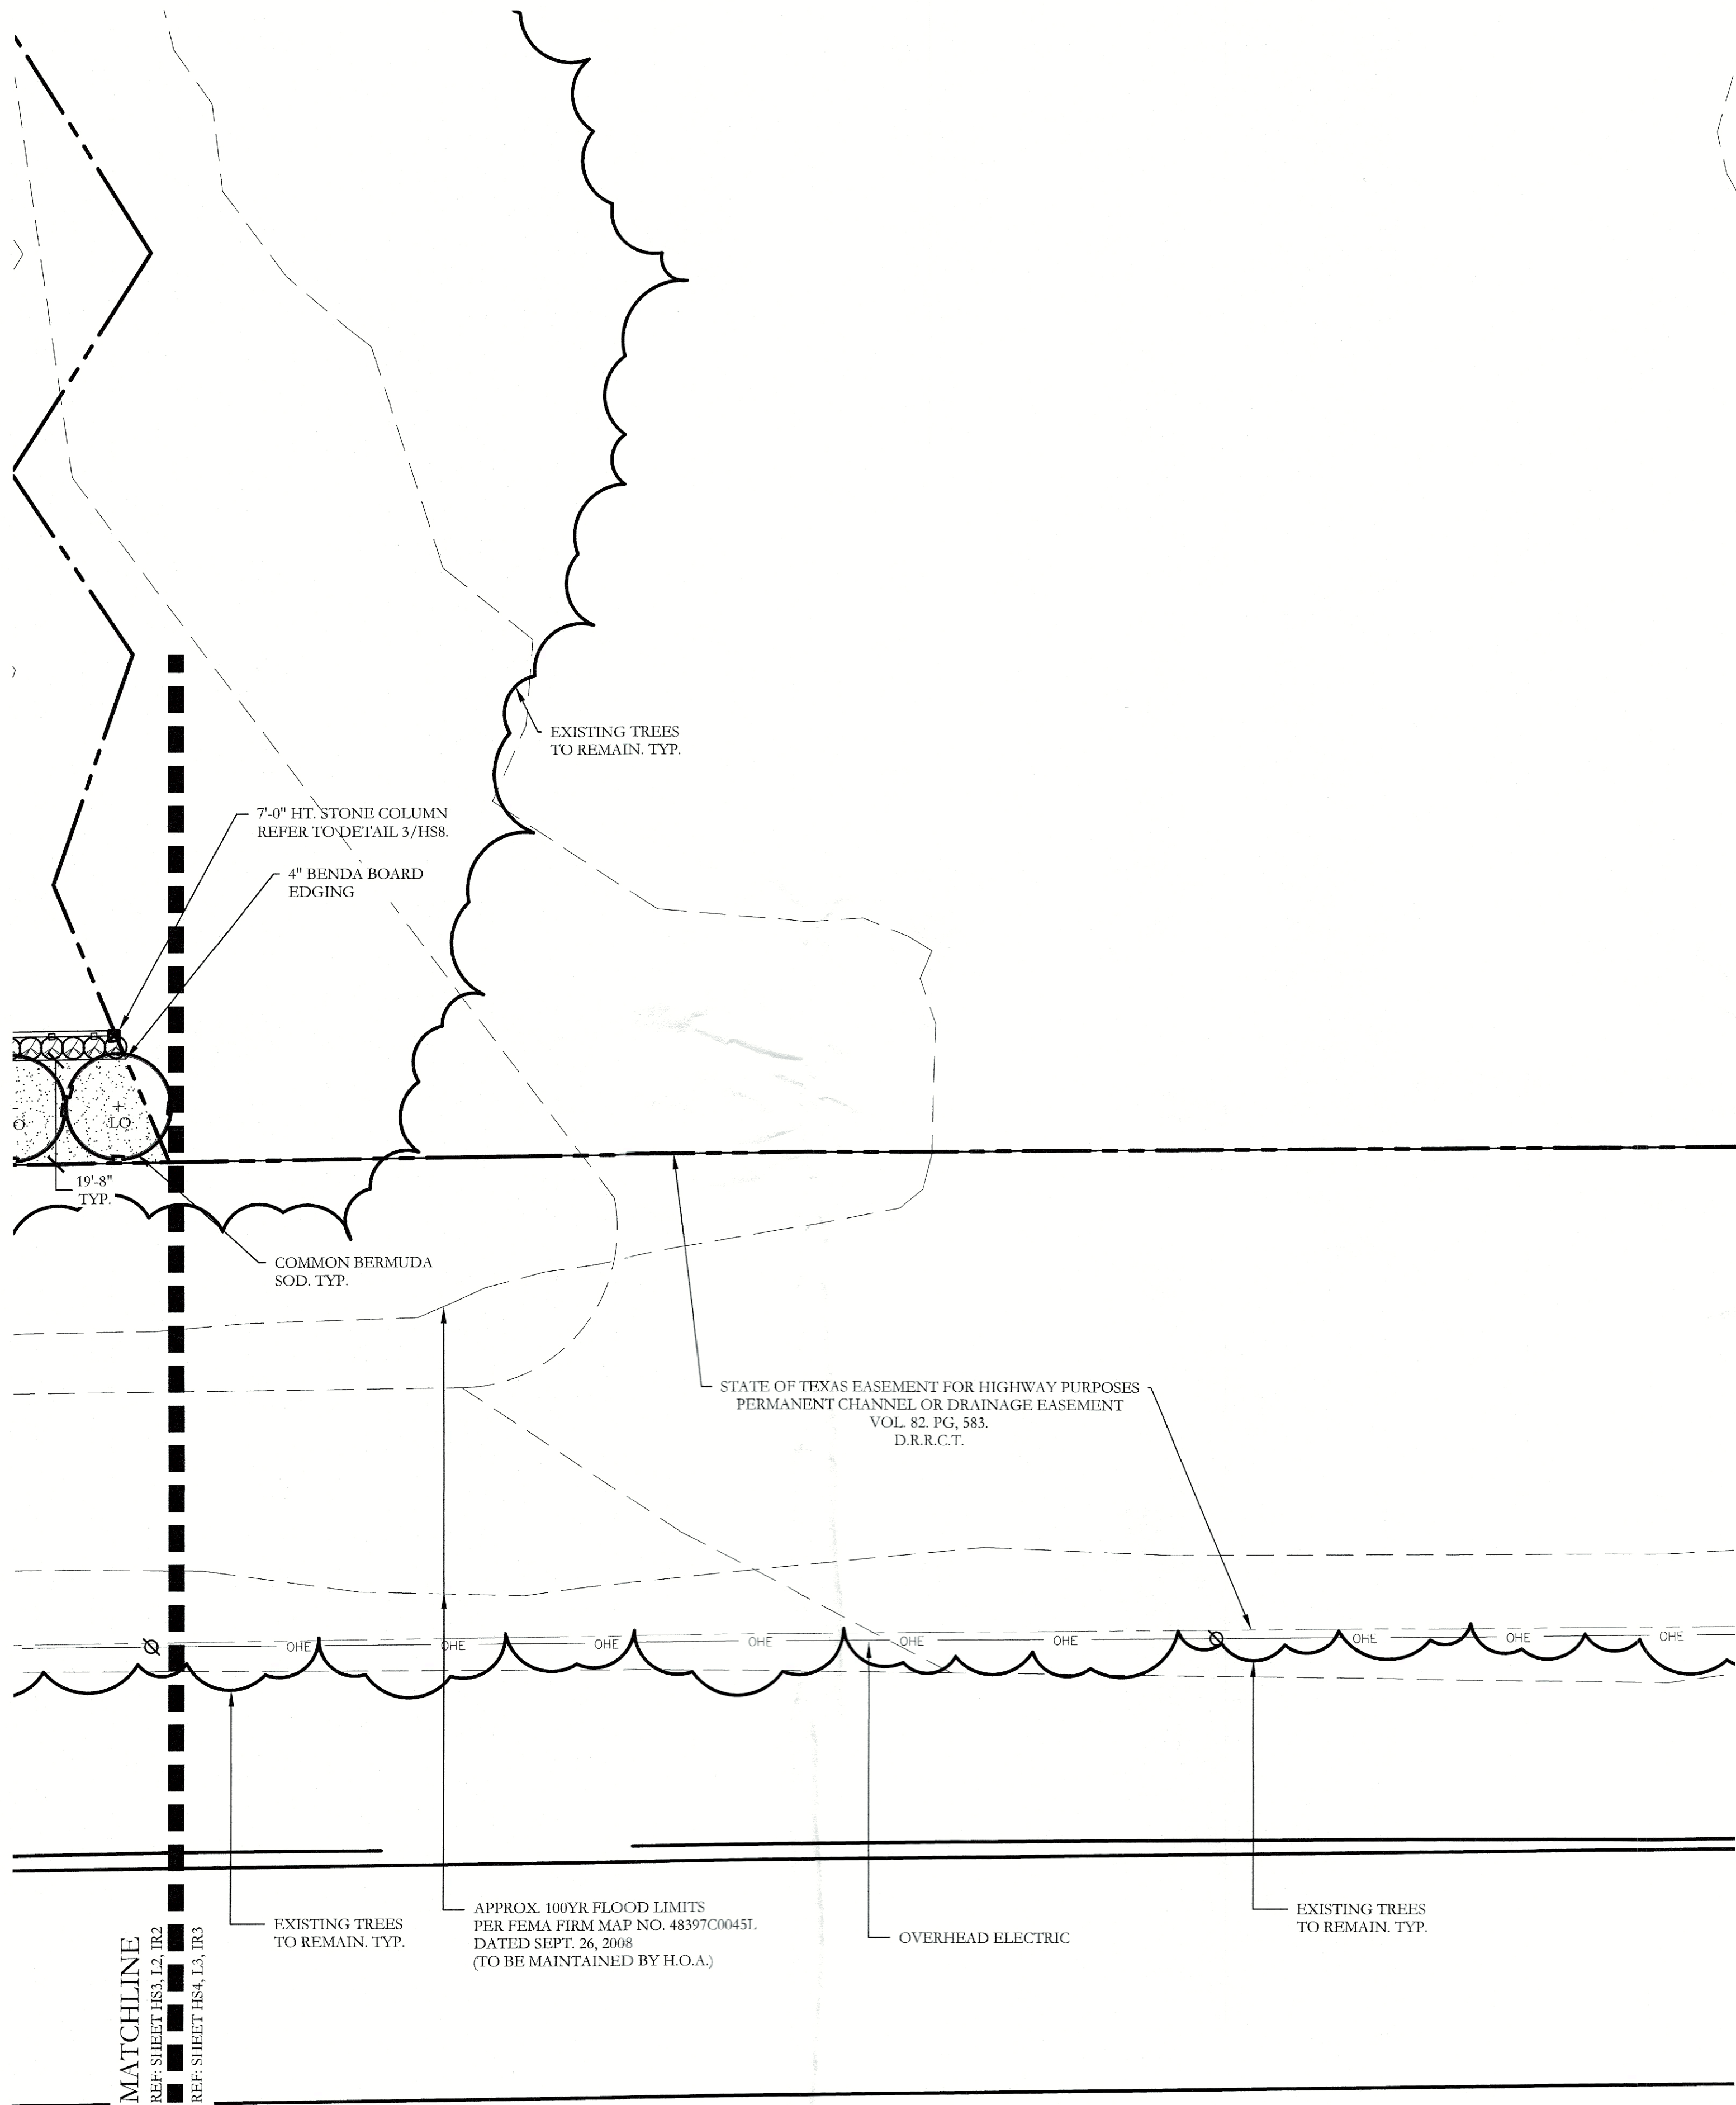 EXISTING TREES
TO REMAIN. TYP.
7'-0" HT. STONE COLUMN
REFER TO DETAIL 3/HS8.
4" BENDA BOARD
EDGING
LO
O
19'-8"
TYP.
COMMON BERMUDA
SOD. TYP.
STATE OF TEXAS EASEMENT FOR HIGHWAY PURPOSES
PERMANENT CHANNEL OR DRAINAGE EASEMENT
VOL. 82. PG, 583.
D.R.R.C.T.
OHE OHE OHE OHE OHE OHE OHE OHE OHE
EXISTING TREES
TO REMAIN. TYP.
APPROX. 100YR FLOOD LIMITS
PER FEMA FIRM MAP NO. 48397C0045L
DATED SEPT. 26, 2008
(TO BE MAINTAINED BY H.O.A.)
OVERHEAD ELECTRIC
EXISTING TREES
TO REMAIN. TYP.
MATCHLINE
REF: SHEET HS3, L2, IR2
REF: SHEET HS4, L3, IR3